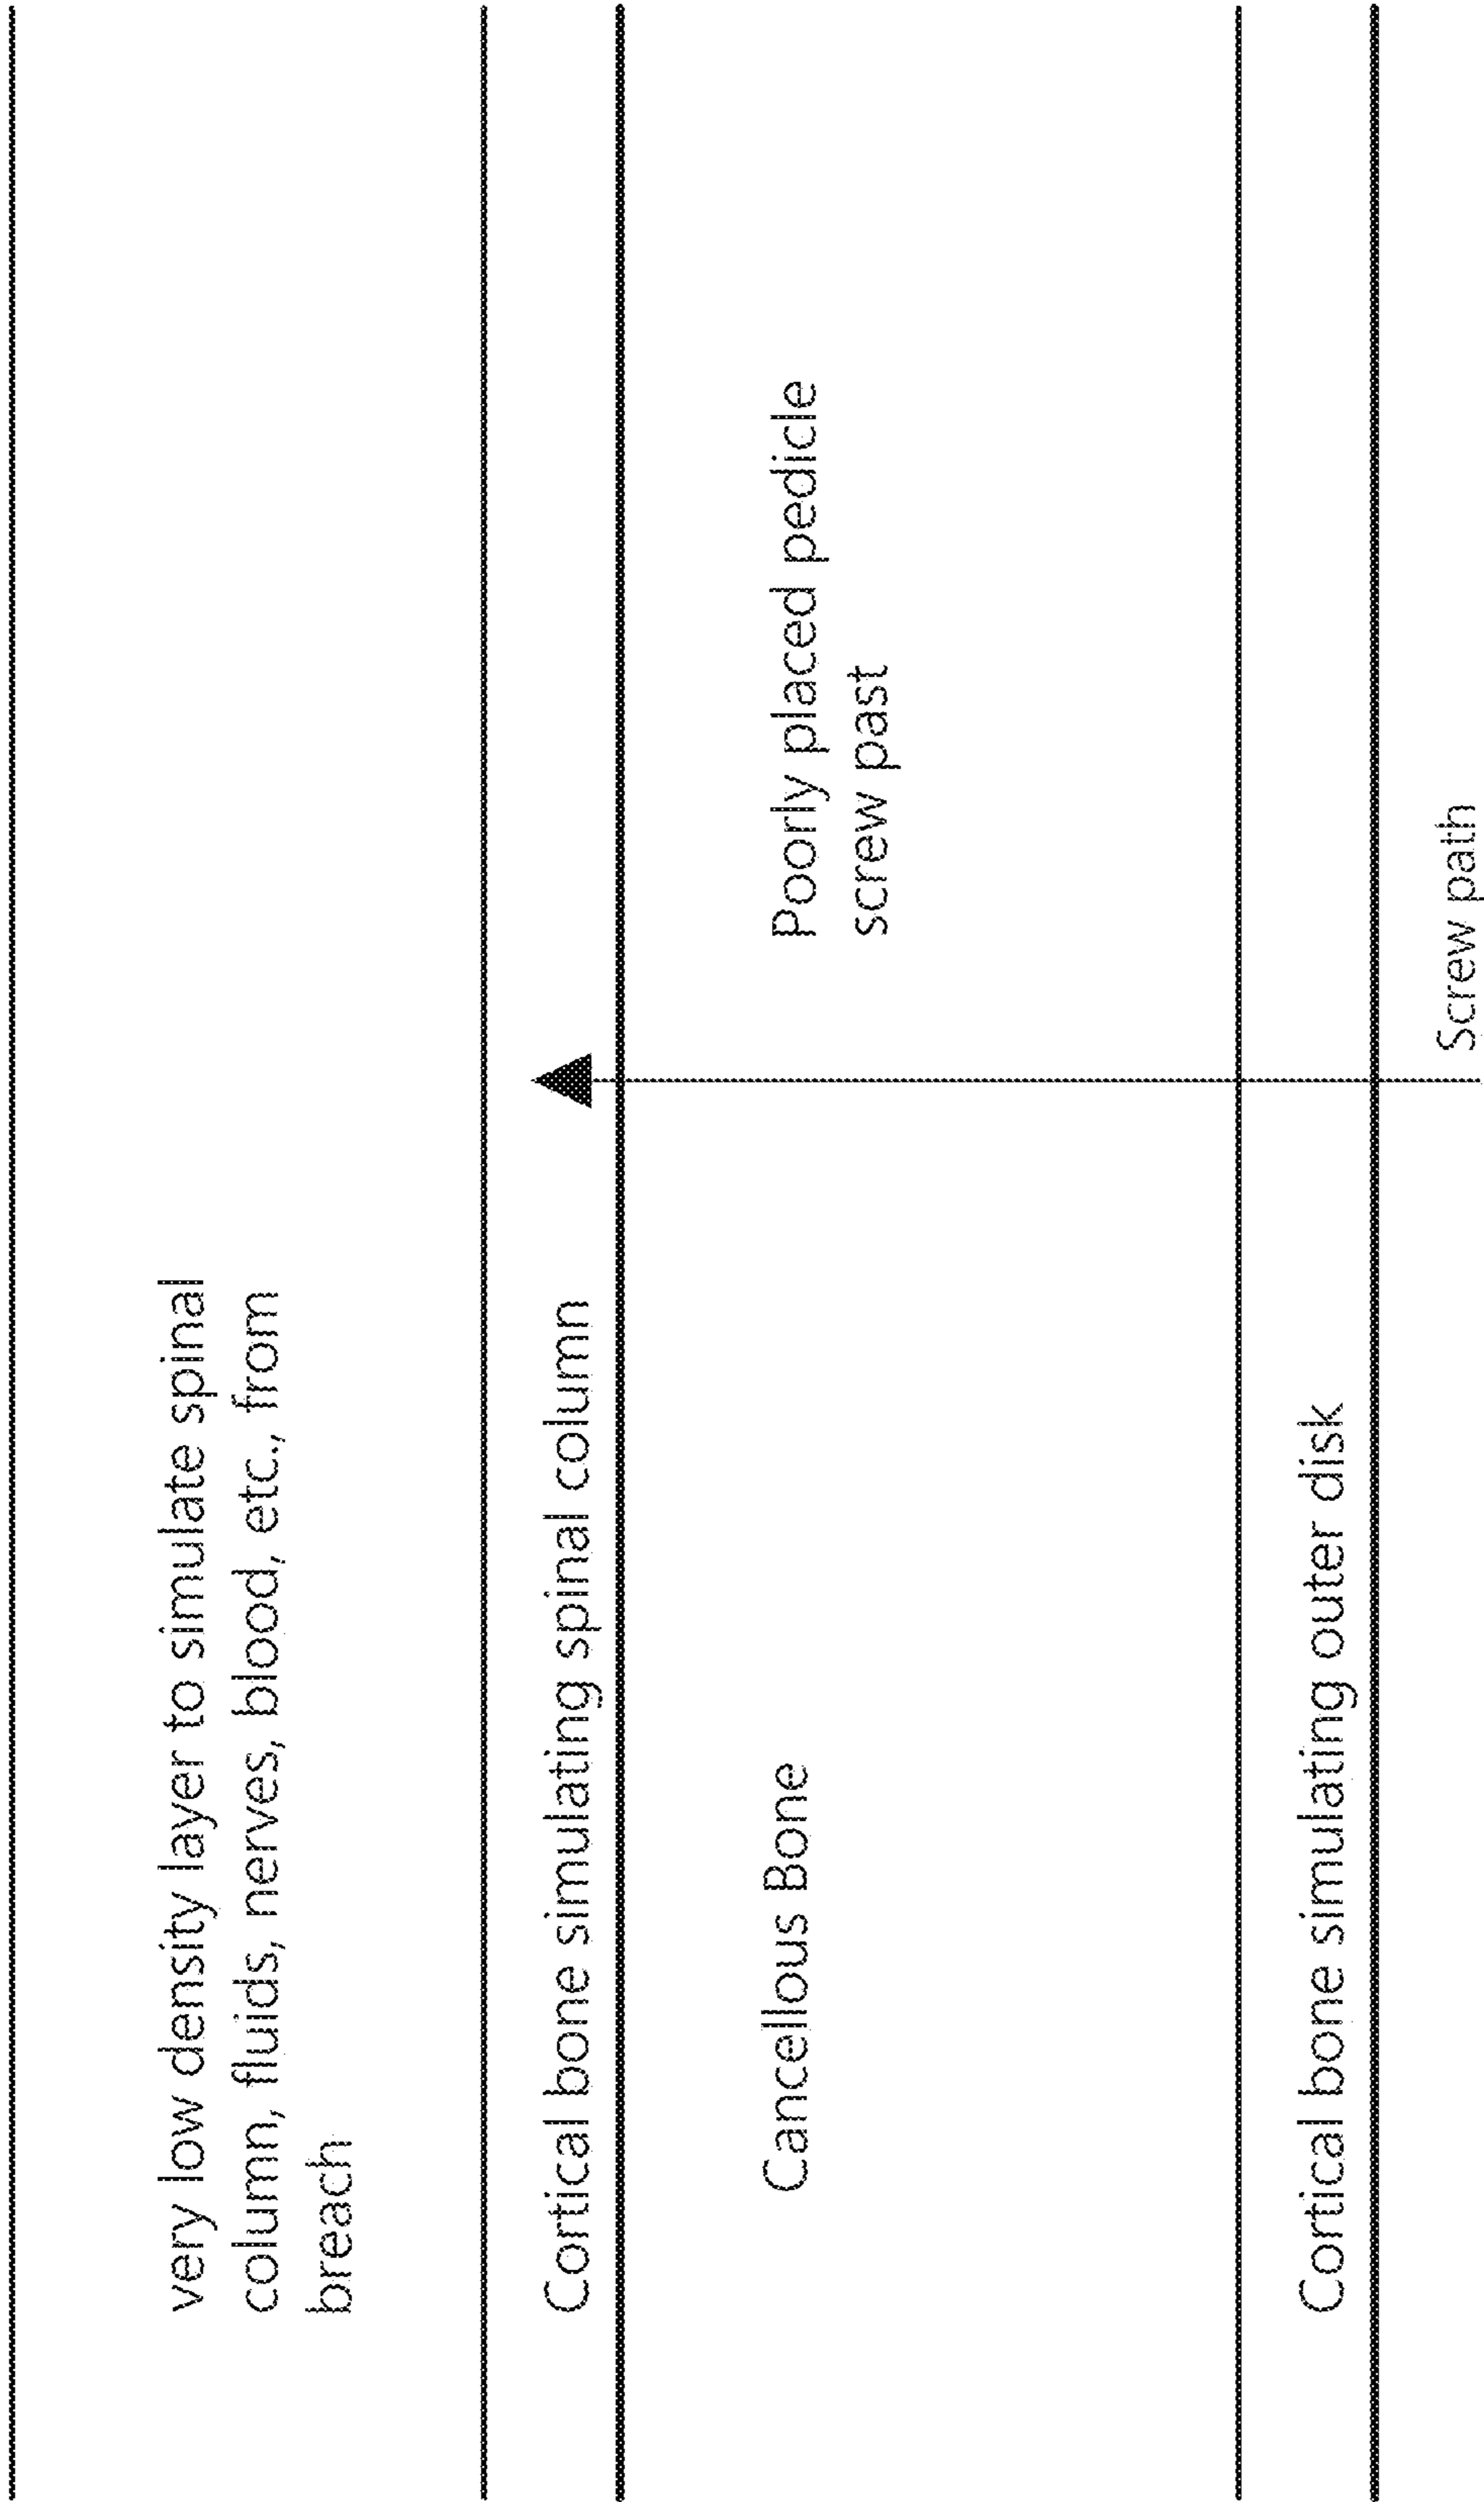 very low density layer to simulate spinal
column, fluids, nerves, blood, etc., from
breach
Cortical bone simulating spinal column
Poorly placed pedicle
screw past
Cancellous Bone
Cortical bone simulating outer disk
Screw path